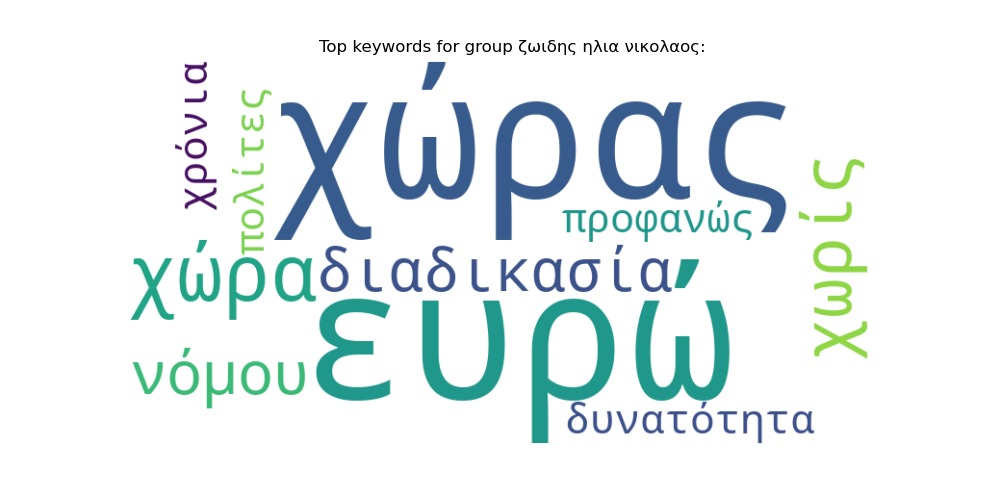 Top keywords for group ζωιδης ηλια νικολαος:
χρόνια
πολίτες
χώρας
προφανώς
χωρίς
χώρα
διαδικασία
ευρώ
νόμου
δυνατότητα